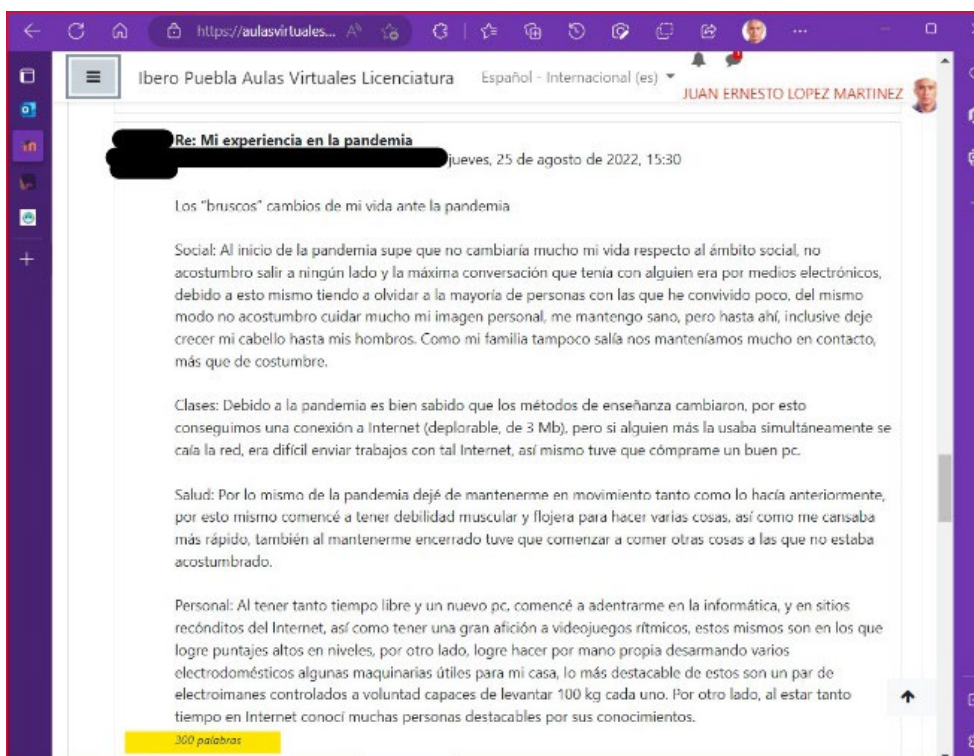 https://aulasvirtuales...
Ibero Puebla Aulas Virtuales Licenciatura Español - Internacional (es)
JUAN ERNESTO LOPEZ MARTINEZ
Re: Mi experiencia en la pandemia
jueves, 25 de agosto de 2022, 15:30
Los "bruscos" cambios de mi vida ante la pandemia
Social: Al inicio de la pandemia supe que no cambiaría mucho mi vida respecto al ámbito social, no
acostumbro salir a ningún lado y la máxima conversación que tenía con alguien era por medios electrónicos,
debido a esto mismo tiendo a olvidar a la mayoría de personas con las que he convivido poco, del mismo
modo no acostumbro cuidar mucho mi imagen personal, me mantengo sano, pero hasta ahí, inclusive deje
crecer mi cabello hasta mis hombros. Como mi familia tampoco salía nos manteníamos mucho en contacto,
más que de costumbre.
Clases: Debido a la pandemia es bien sabido que los métodos de enseñanza cambiaron, por esto
conseguimos una conexión a Internet (deplorable, de 3 Mb), pero si alguien más la usaba simultáneamente se
caía la red, era difícil enviar trabajos con tal Internet, así mismo tuve que cómprame un buen pc.
Salud: Por lo mismo de la pandemia dejé de mantenerme en movimiento tanto como lo hacía anteriormente,
por esto mismo comencé a tener debilidad muscular y flojera para hacer varias cosas, así como me cansaba
más rápido, también al mantenerme encerrado tuve que comenzar a comer otras cosas a las que no estaba
acostumbrado.
Personal: Al tener tanto tiempo libre y un nuevo pc, comencé a adentrarme en la informática, y en sitios
recónditos del Internet, así como tener una gran afición a videojuegos rítmicos, estos mismos son en los que
logre puntajes altos en niveles, por otro lado, logre hacer por mano propia desarmando varios
electrodomésticos algunas maquinarias útiles para mi casa, lo más destacable de estos son un par de
electroimanes controlados a voluntad capaces de levantar 100 kg cada uno. Por otro lado, al estar tanto
tiempo en Internet conocí muchas personas destacables por sus conocimientos.
300 palabras